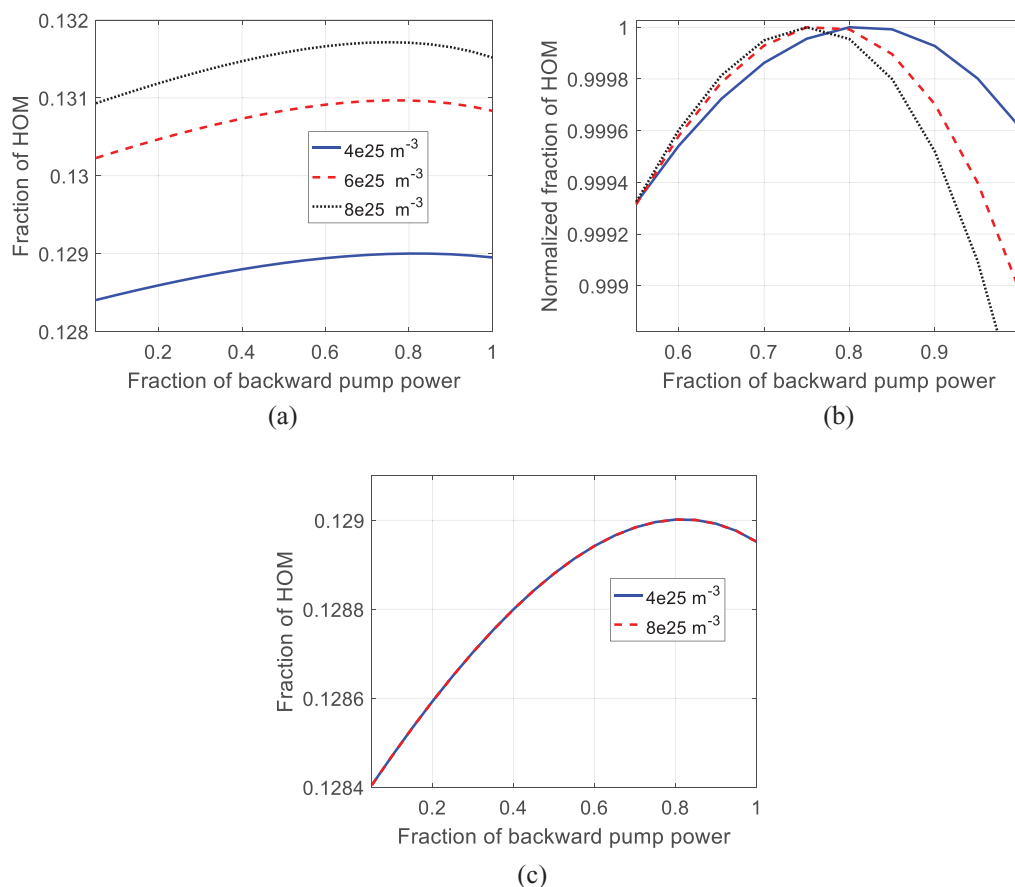 0.132
0.131
0.13
0.129
0.128
Fraction of HOM
4e25 m⁻³
6e25 m⁻³
8e25 m⁻³
0.2 0.4 0.6 0.8 1
Fraction of backward pump power
(a)
1
0.9998
0.9996
0.9994
0.9992
0.999
Normalized fraction of HOM
0.6 0.7 0.8 0.9
Fraction of backward pump power
(b)
0.129
0.1288
0.1286
0.1284
Fraction of HOM
4e25 m⁻³
8e25 m⁻³
0.2 0.4 0.6 0.8 1
Fraction of backward pump power
(c)